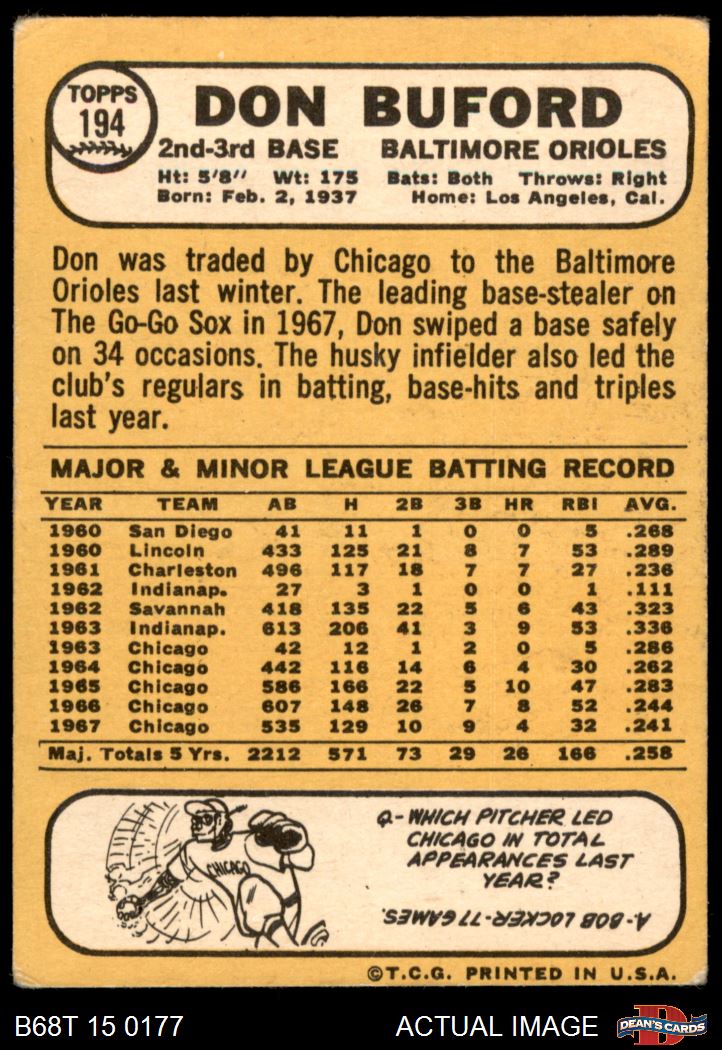 TOPPS
194
DON BUFORD
2nd-3rd BASE BALTIMORE ORIOLES
Ht: 5'8" Wt: 175 Bats: Both Throws: Right
Born: Feb. 2, 1937 Home: Los Angeles, Cal.
Don was traded by Chicago to the Baltimore
Orioles last winter. The leading base-stealer on
The Go-Go Sox in 1967, Don swiped a base safely
on 34 occasions. The husky infielder also led the
club's regulars in batting, base-hits and triples
last year.
MAJOR & MINOR LEAGUE BATTING RECORD
YEAR TEAM AB H 2B 3B HR RBI AVG.
1960 San Diego 41 11 1 0 0 5 .268
1960 Lincoln 433 125 21 8 7 53 .289
1961 Charleston 496 117 18 7 7 27 .236
1962 Indianap. 27 3 1 0 0 1 .111
1962 Savannah 418 135 22 5 6 43 .323
1963 Indianap. 613 206 41 3 9 53 .336
1963 Chicago 42 12 1 2 0 5 .286
1964 Chicago 442 116 14 6 4 30 .262
1965 Chicago 586 166 22 5 10 47 .283
1966 Chicago 607 148 26 7 8 52 .244
1967 Chicago 535 129 10 9 4 32 .241
Maj. Totals 5 Yrs. 2212 571 73 29 26 166 .258
CHICAGO
Q-WHICH PITCHER LED
CHICAGO IN TOTAL
APPEARANCES LAST
YEAR?
A-BOB LOCKER-77 GAMES.
©T.C.G. PRINTED IN U.S.A.
B68T 15 0177 ACTUAL IMAGE
D
DEAN'S CARDS